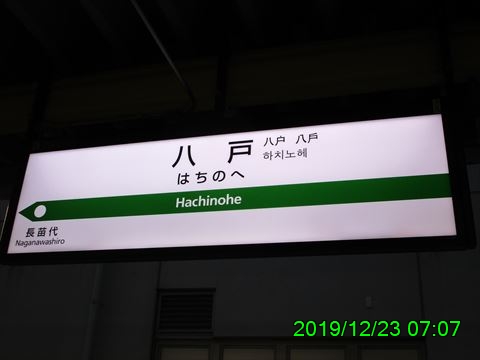 八戸
八户 八戶
하치노헤
はちのへ
Hachinohe
長苗代
Naganawashiro
2019/12/23 07:07